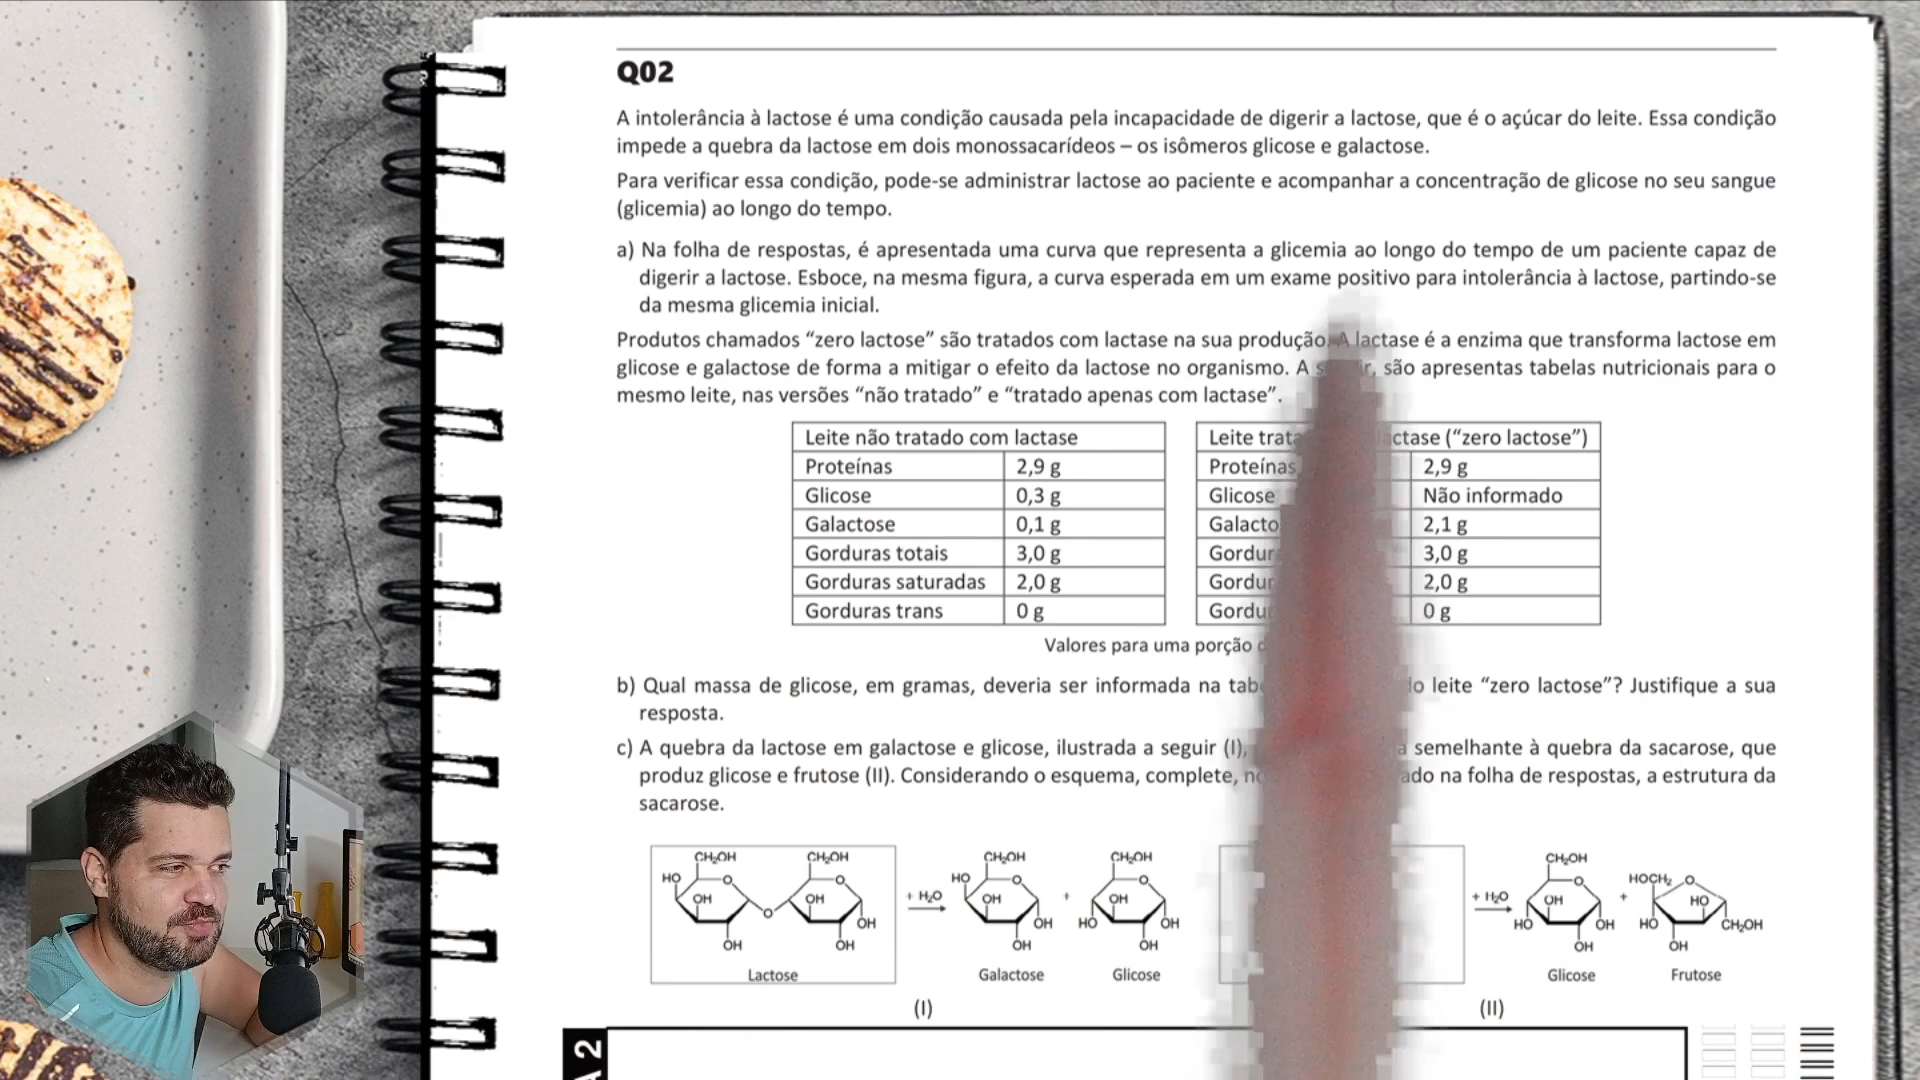 Q02
A intolerância à lactose é uma condição causada pela incapacidade de digerir a lactose, que é o açúcar do leite. Essa condição
impede a quebra da lactose em dois monossacarídeos – os isômeros glicose e galactose.
Para verificar essa condição, pode-se administrar lactose ao paciente e acompanhar a concentração de glicose no seu sangue
(glicemia) ao longo do tempo.
a) Na folha de respostas, é apresentada uma curva que representa a glicemia ao longo do tempo de um paciente capaz de
digerir a lactose. Esboce, na mesma figura, a curva esperada em um exame positivo para intolerância à lactose, partindo-se
da mesma glicemia inicial.
Produtos chamados “zero lactose” são tratados com lactase na sua produção. A lactase é a enzima que transforma lactose em
glicose e galactose de forma a mitigar o efeito da lactose no organismo. A são apresentas tabelas nutricionais para o
mesmo leite, nas versões “não tratado” e “tratado apenas com lactase”.
Leite não tratado com lactase
Proteínas 2,9 g
Glicose 0,3 g
Galactose 0,1 g
Gorduras totais 3,0 g
Gorduras saturadas 2,0 g
Gorduras trans 0 g
Leite (“zero lactose”)
Proteínas 2,9 g
Glicose Não informado
2,1 g
3,0 g
2,0 g
0 g
Valores para uma porção
b) Qual massa de glicose, em gramas, deveria ser informada na leite “zero lactose”? Justifique a sua
resposta.
c) A quebra da lactose em galactose e glicose, ilustrada a seguir (I), semelhante à quebra da sacarose, que
produz glicose e frutose (II). Considerando o esquema, complete, na folha de respostas, a estrutura da
sacarose.
CH₂OH CH₂OH CH₂OH CH₂OH CH₂OH
HO O O HO O O O HOCH₂ O
OH OH + H₂O OH + OH + H₂O OH + HO
O OH OH HO OH HO OH HO CH₂OH
OH OH OH OH OH OH
Lactose Galactose Glicose Glicose Frutose
(I) (II)
A 2